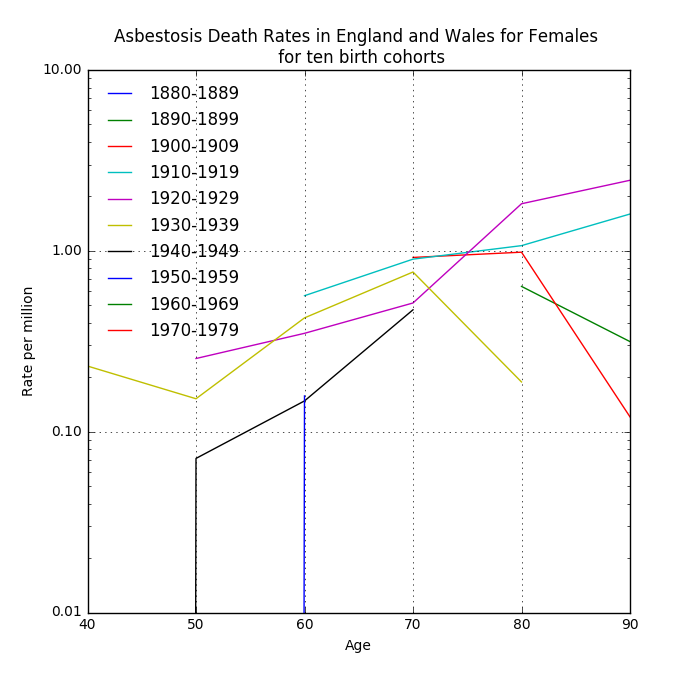 Asbestosis Death Rates in England and Wales for Females
for ten birth cohorts
10.00
1.00
0.10
0.01
Rate per million
1880-1889
1890-1899
1900-1909
1910-1919
1920-1929
1930-1939
1940-1949
1950-1959
1960-1969
1970-1979
40 50 60 70 80 90
Age